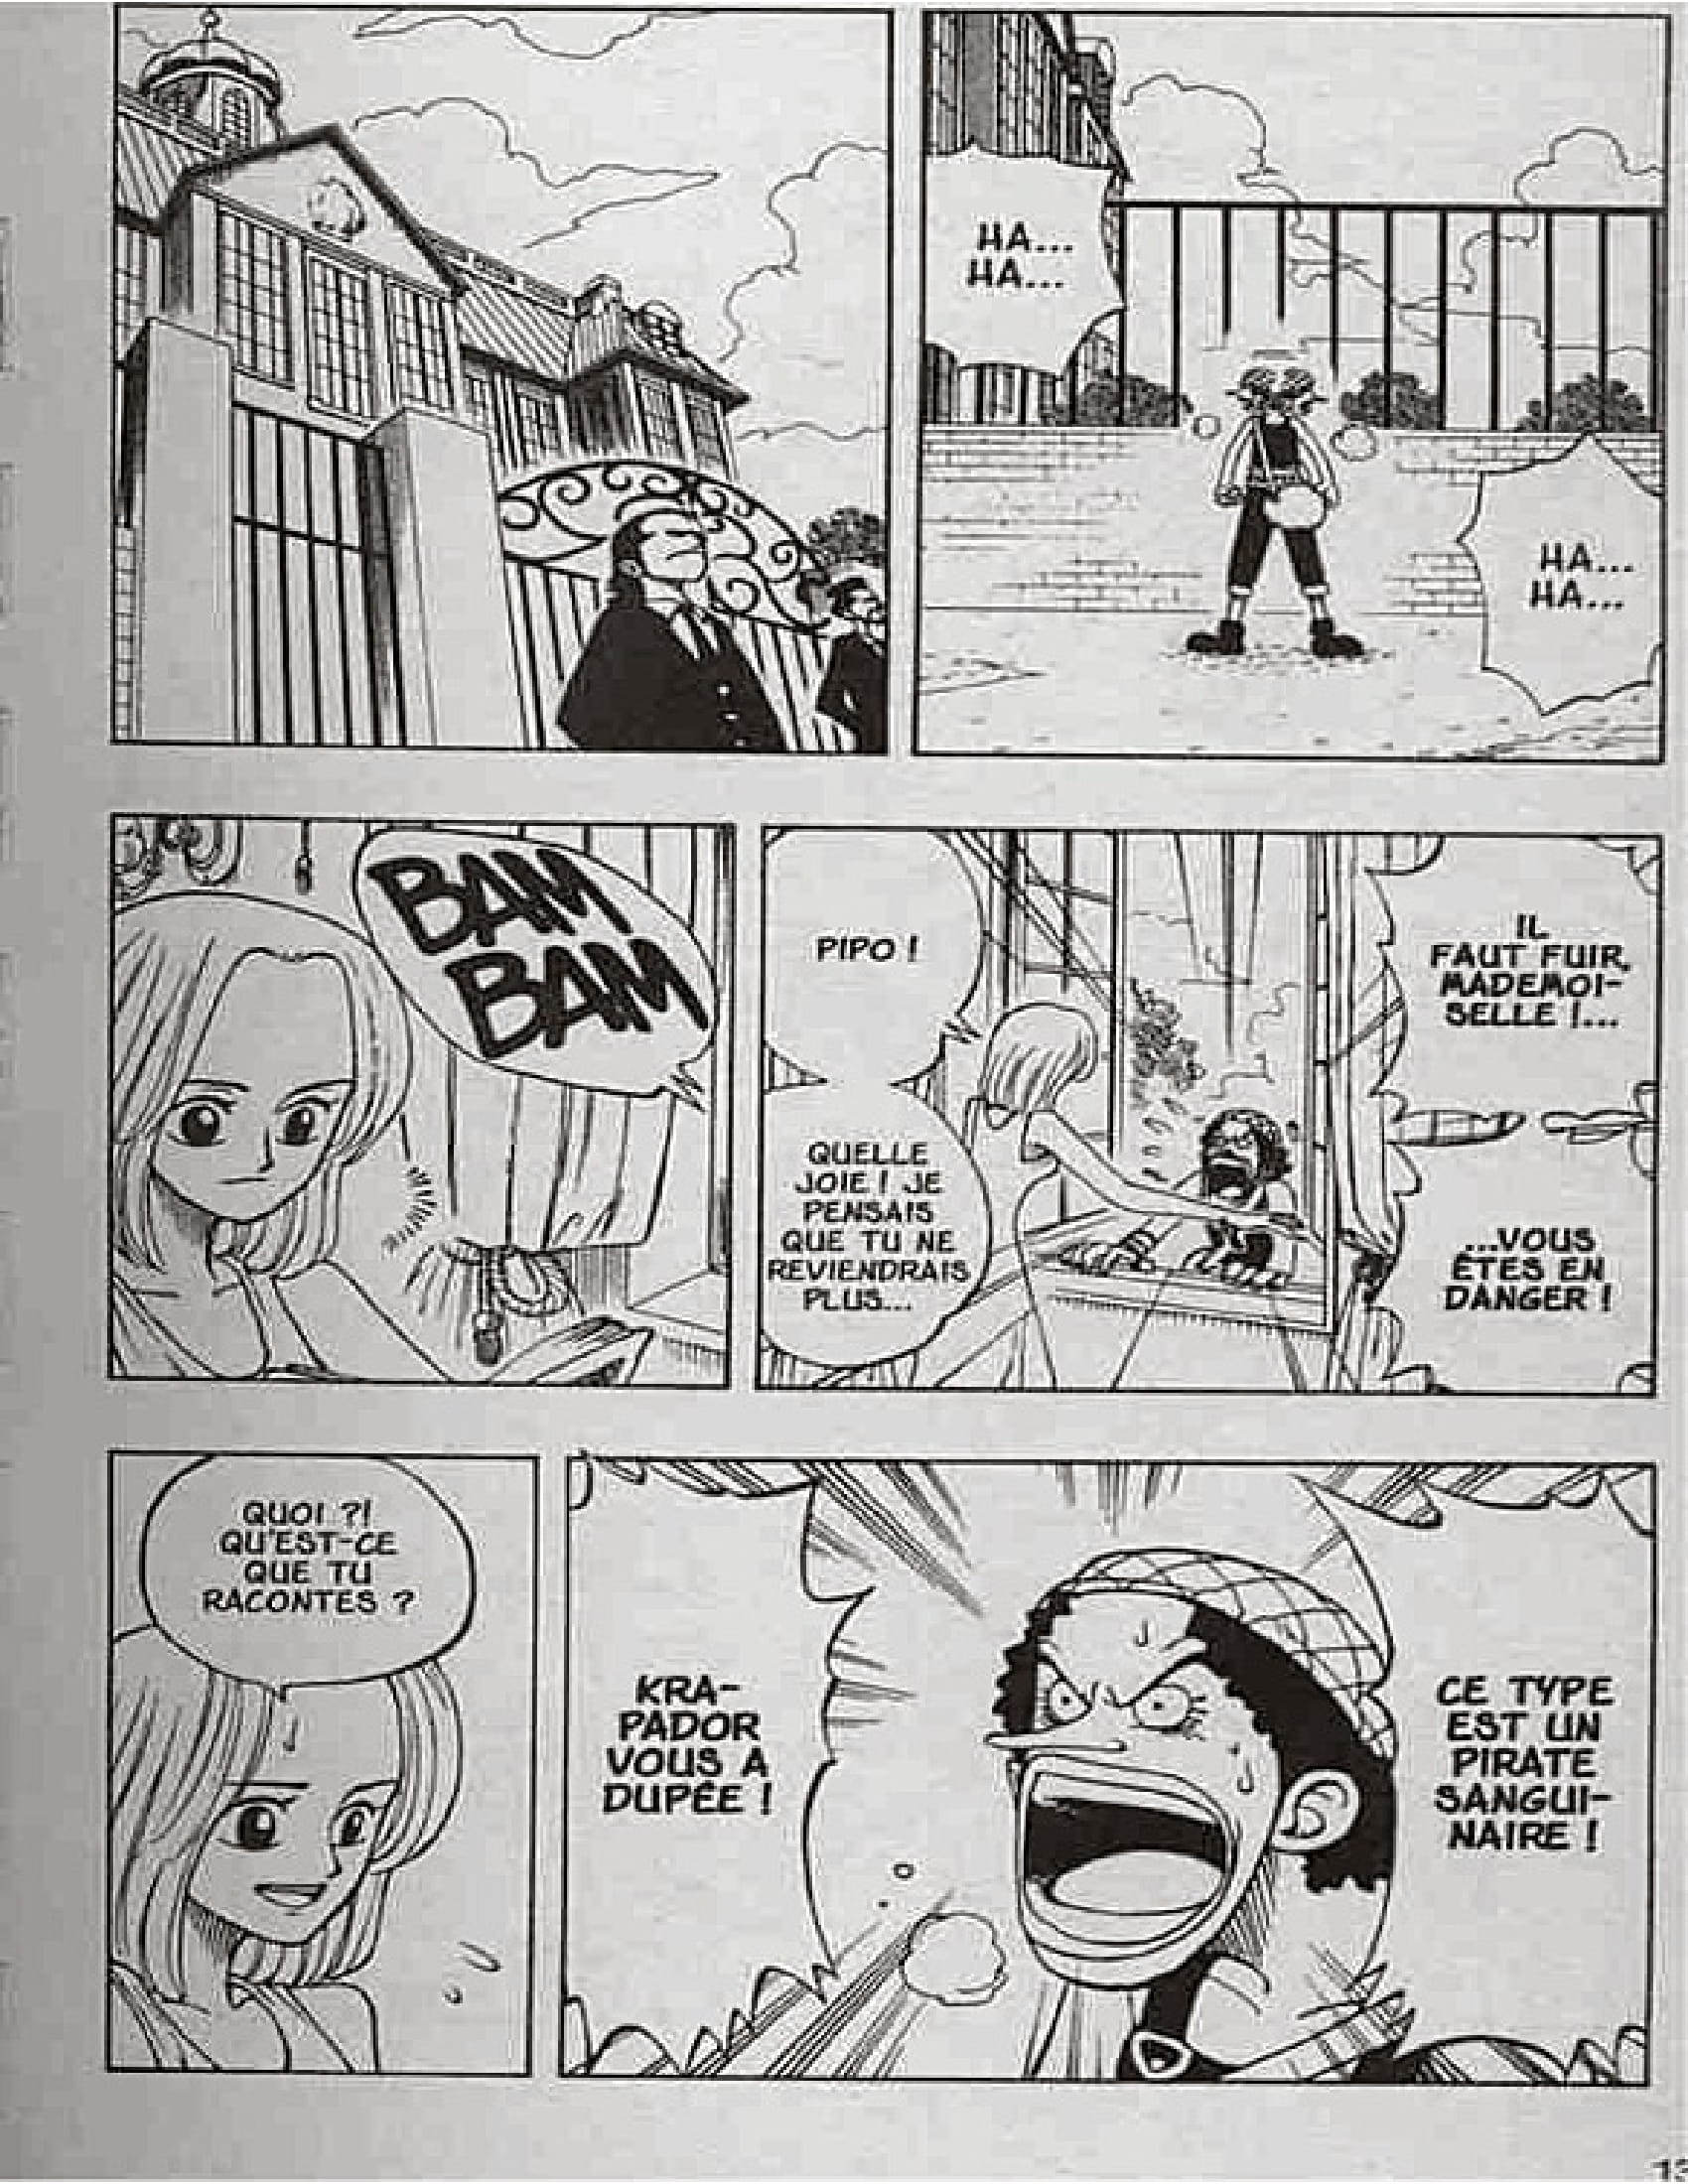 HA...
HA...
HA...
HA...
BAM
BAM
PIPO !
QUELLE
JOIE ! JE
PENSAIS
QUE TU NE
REVIENDRAIS
PLUS...
IL
FAUT FUIR,
MADEMOI-
SELLE !...
...VOUS
ÊTES EN
DANGER !
QUOI ?!
QU'EST-CE
QUE TU
RACONTES ?
KRA-
PADOR
VOUS A
DUPÉE !
CE TYPE
EST UN
PIRATE
SANGUI-
NAIRE !